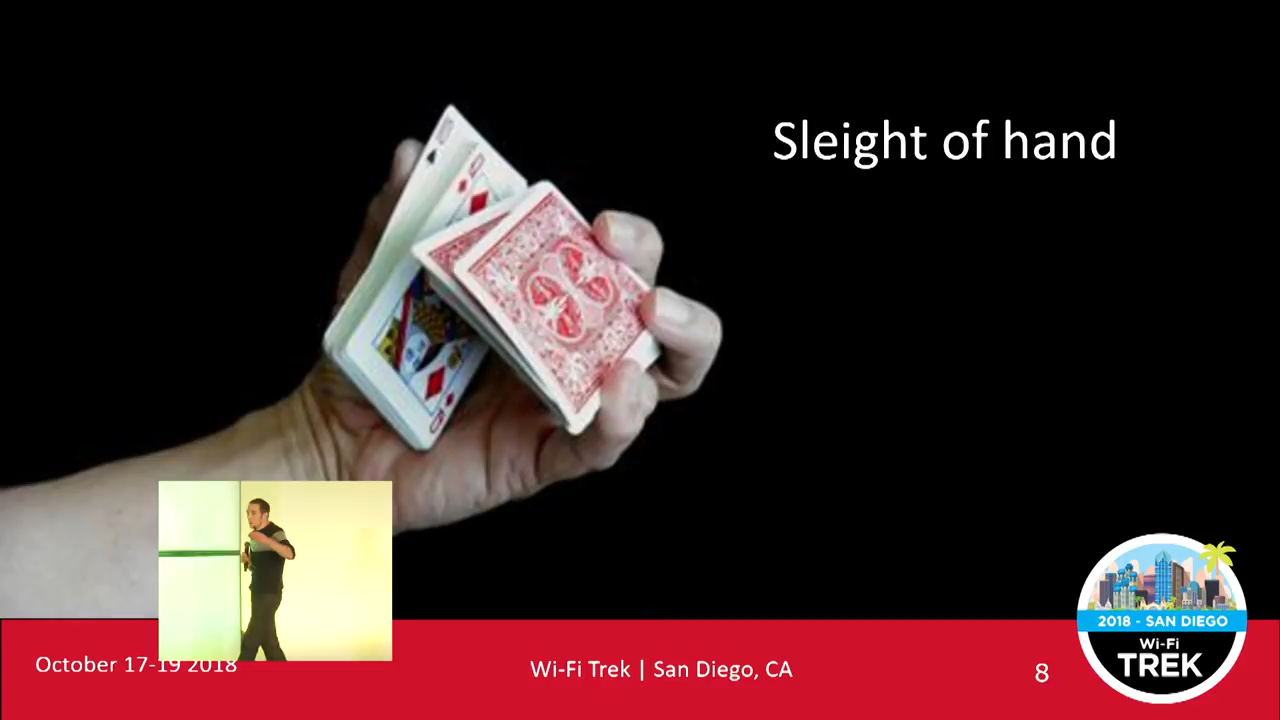 Sleight of hand
2018 - SAN DIEGO
Wi-Fi
TREK
October 17-19 2018
Wi-Fi Trek | San Diego, CA
8